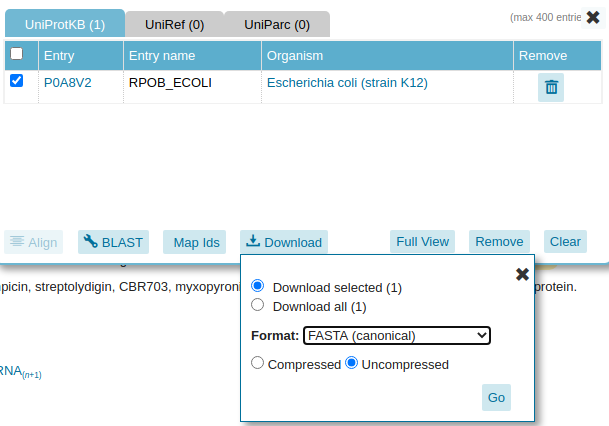 UniProtKB (1) UniRef (0) UniParc (0) (max 400 entrie
Entry Entry name Organism Remove
P0A8V2 RPOB_ECOLI Escherichia coli (strain K12)
Align BLAST Map Ids Download Full View Remove Clear
picin, streptolydigin, CBR703, myxopyroni protein.
Download selected (1)
Download all (1)
Format: FASTA (canonical)
RNA(n+1)
Compressed Uncompressed
Go